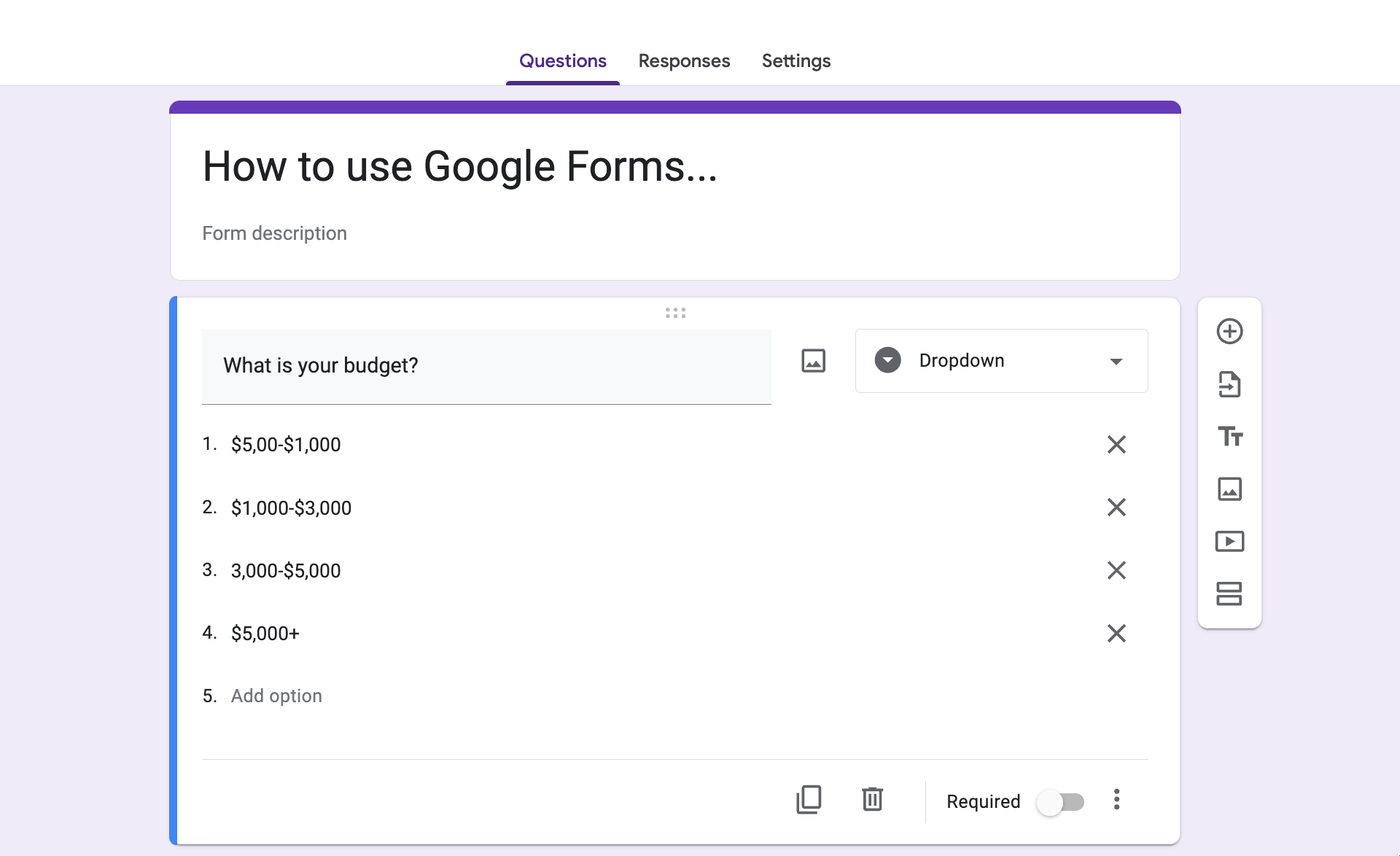 Questions Responses Settings
How to use Google Forms...
Form description
What is your budget? Dropdown
1. $5,00-$1,000
2. $1,000-$3,000
3. 3,000-$5,000
4. $5,000+
5. Add option
Required